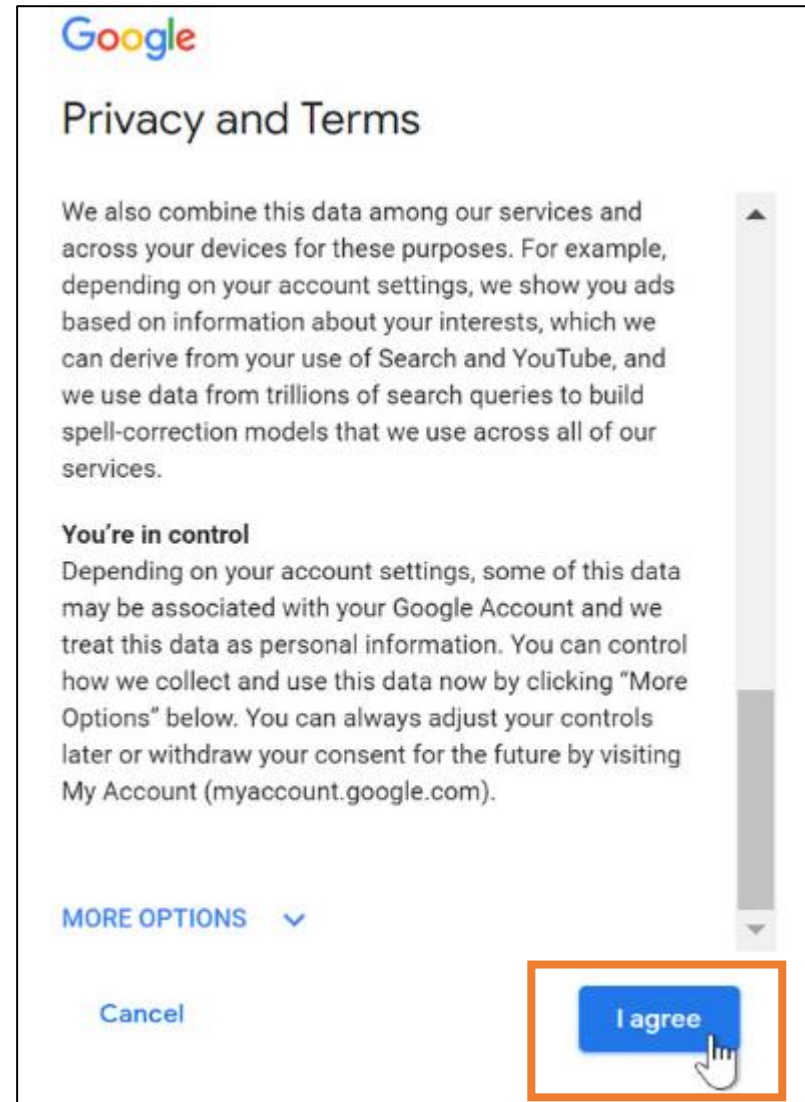 Google
Privacy and Terms
We also combine this data among our services and
across your devices for these purposes. For example,
depending on your account settings, we show you ads
based on information about your interests, which we
can derive from your use of Search and YouTube, and
we use data from trillions of search queries to build
spell-correction models that we use across all of our
services.
You’re in control
Depending on your account settings, some of this data
may be associated with your Google Account and we
treat this data as personal information. You can control
how we collect and use this data now by clicking “More
Options” below. You can always adjust your controls
later or withdraw your consent for the future by visiting
My Account (myaccount.google.com).
MORE OPTIONS
Cancel
I agree